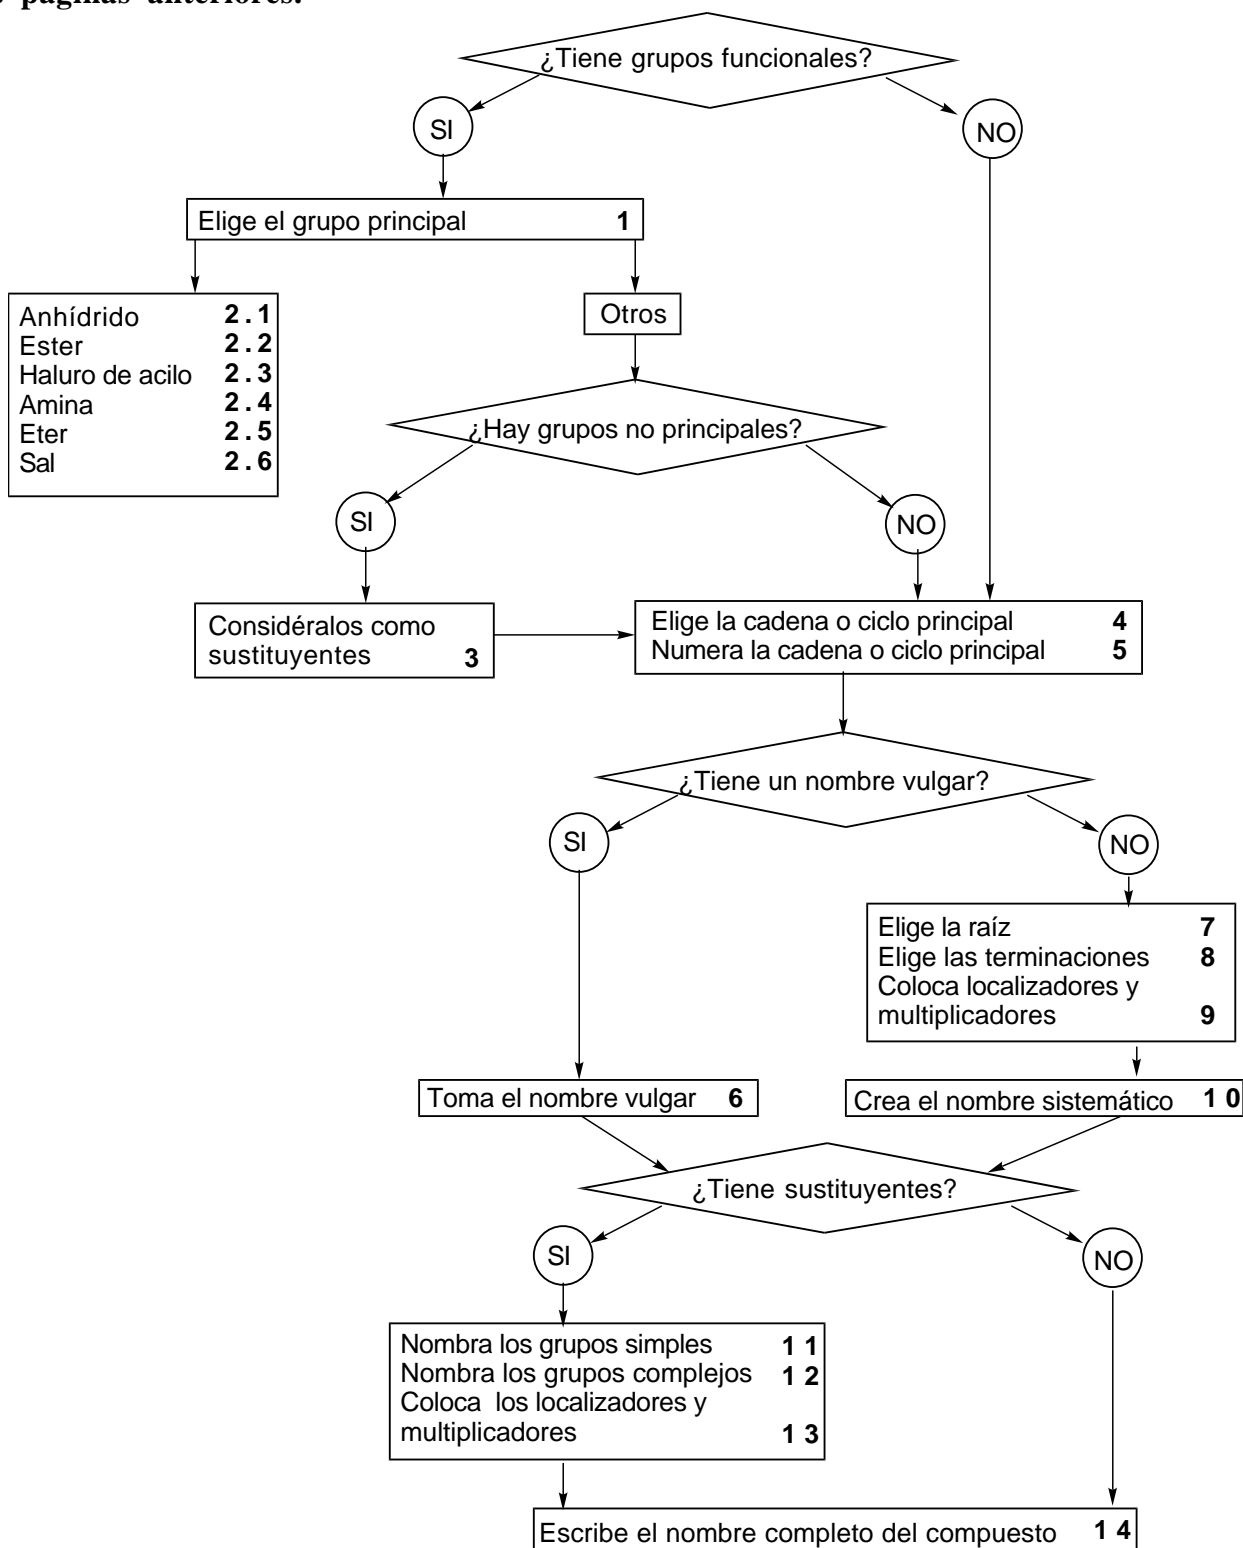 páginas anteriores.
¿Tiene grupos funcionales?
SI
NO
Elige el grupo principal 1
Anhídrido 2.1
Ester 2.2
Haluro de acilo 2.3
Amina 2.4
Eter 2.5
Sal 2.6
Otros
¿Hay grupos no principales?
SI
NO
Considéralos como
sustituyentes 3
Elige la cadena o ciclo principal 4
Numera la cadena o ciclo principal 5
¿Tiene un nombre vulgar?
SI
NO
Elige la raíz 7
Elige las terminaciones 8
Coloca localizadores y
multiplicadores 9
Toma el nombre vulgar 6
Crea el nombre sistemático 10
¿Tiene sustituyentes?
SI
NO
Nombra los grupos simples 11
Nombra los grupos complejos 12
Coloca los localizadores y
multiplicadores 13
Escribe el nombre completo del compuesto 14